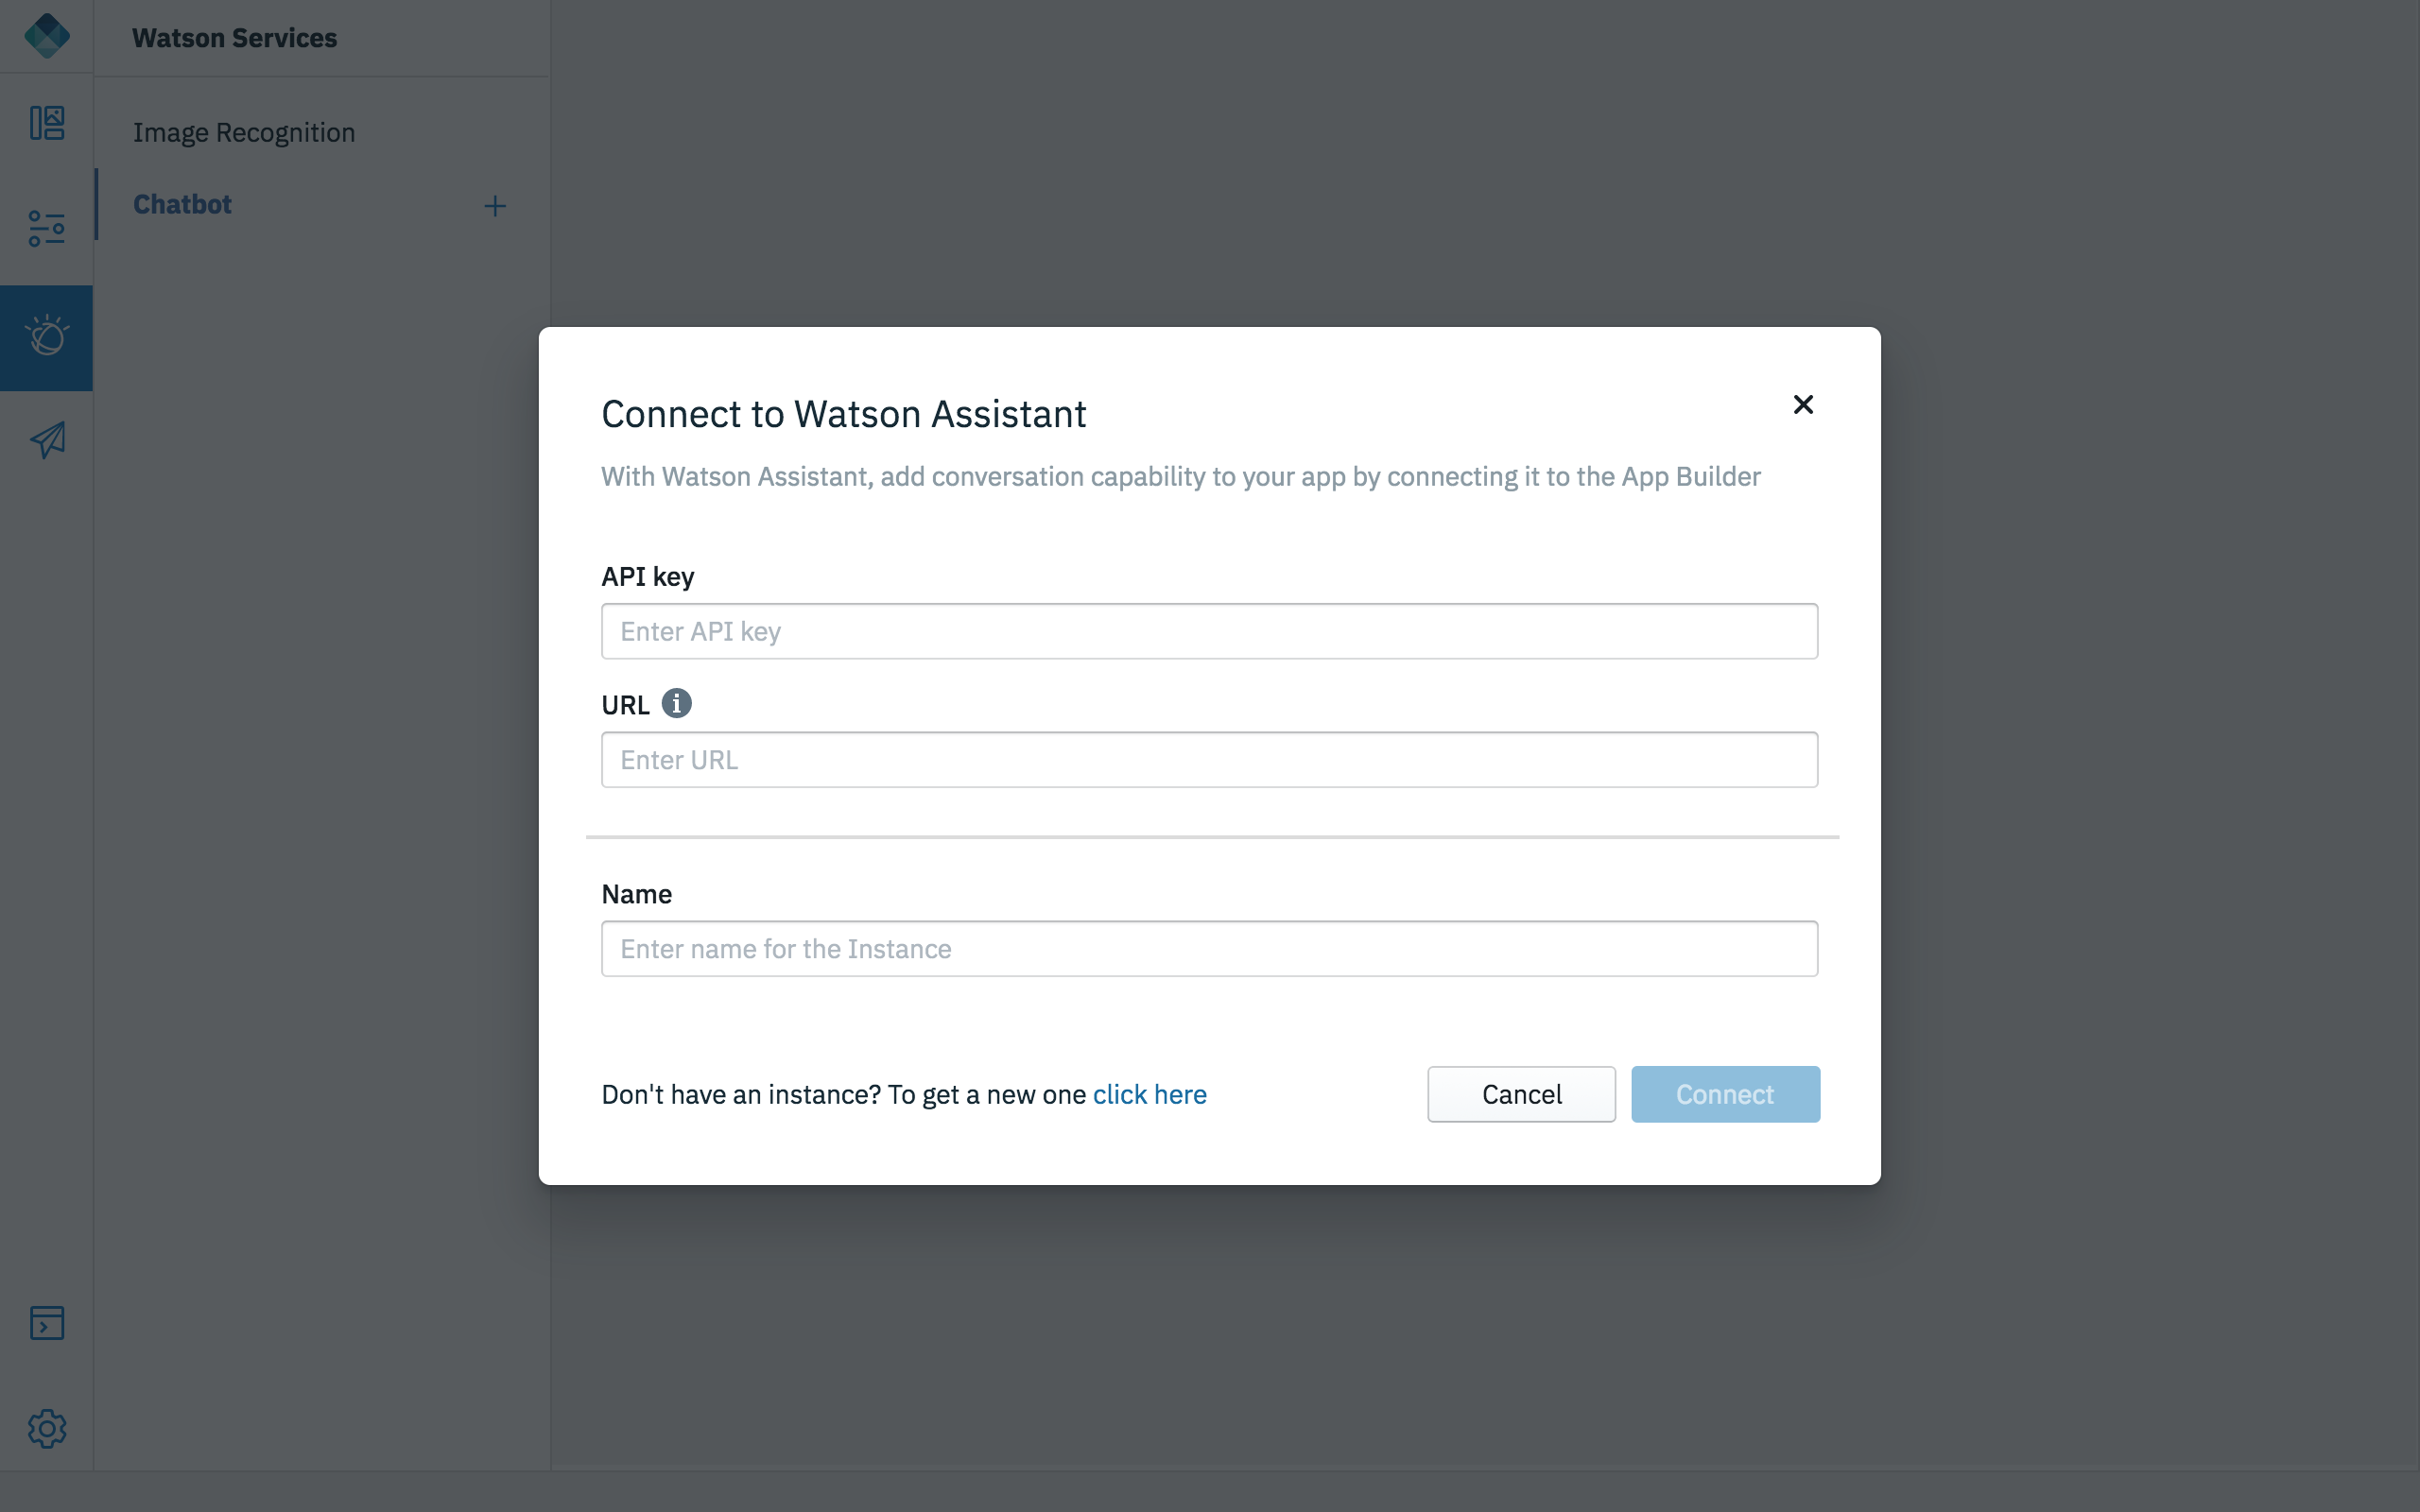 Watson Services
Image Recognition
Chatbot
Connect to Watson Assistant
With Watson Assistant, add conversation capability to your app by connecting it to the App Builder
API key
Enter API key
URL
Enter URL
Name
Enter name for the Instance
Don't have an instance? To get a new one click here
Cancel
Connect